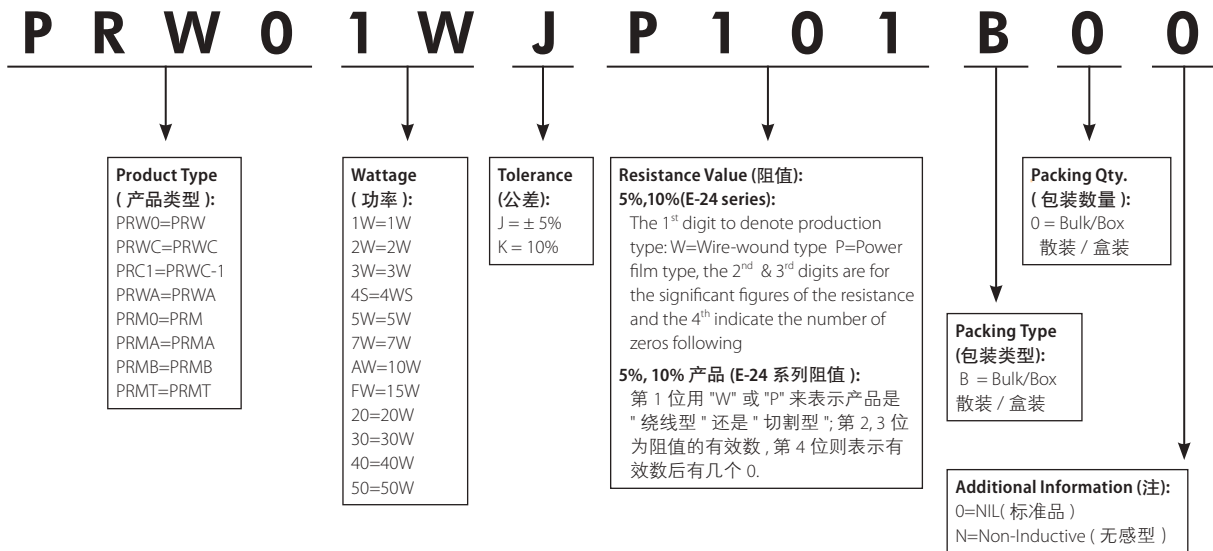 P R W 0 1 W J P 1 0 1 B 0 0
Product Type
( 产品类型 ):
PRW0=PRW
PRWC=PRWC
PRC1=PRWC-1
PRWA=PRWA
PRM0=PRM
PRMA=PRMA
PRMB=PRMB
PRMT=PRMT
Wattage
( 功率 ):
1W=1W
2W=2W
3W=3W
4S=4WS
5W=5W
7W=7W
AW=10W
FW=15W
20=20W
30=30W
40=40W
50=50W
Tolerance
(公差):
J = ± 5%
K = 10%
Resistance Value (阻值):
5%,10%(E-24 series):
The 1st digit to denote production
type: W=Wire-wound type P=Power
film type, the 2nd & 3rd digits are for
the significant figures of the resistance
and the 4th indicate the number of
zeros following
5%, 10% 产品 (E-24 系列阻值 ):
第 1 位用 "W" 或 "P" 来表示产品是
" 绕线型 " 还是 " 切割型 "; 第 2, 3 位
为阻值的有效数 , 第 4 位则表示有
效数后有几个 0.
Packing Type
(包装类型):
B = Bulk/Box
散装 / 盒装
Packing Qty.
( 包装数量 ):
0 = Bulk/Box
散装 / 盒装
Additional Information (注):
0=NIL( 标准品 )
N=Non-Inductive ( 无感型 )